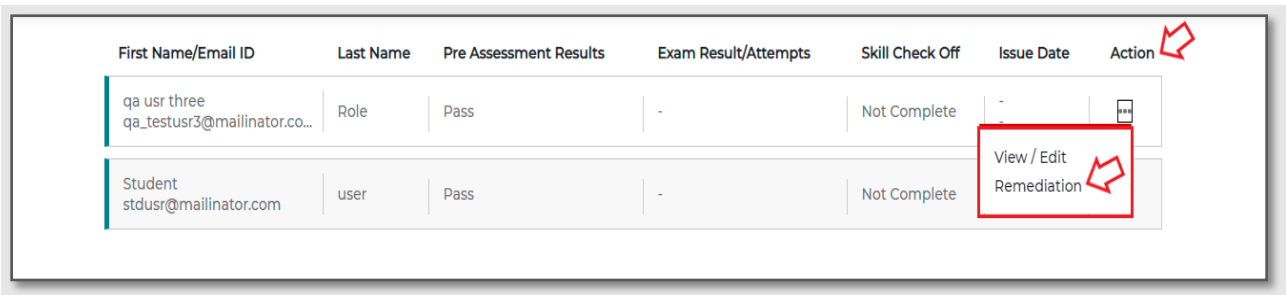 First Name/Email ID Last Name Pre Assessment Results Exam Result/Attempts Skill Check Off Issue Date Action
qa usr three
qa_testusr3@mailinator.co... Role Pass - Not Complete -
-
View / Edit
Remediation
Student
stdusr@mailinator.com user Pass - Not Complete